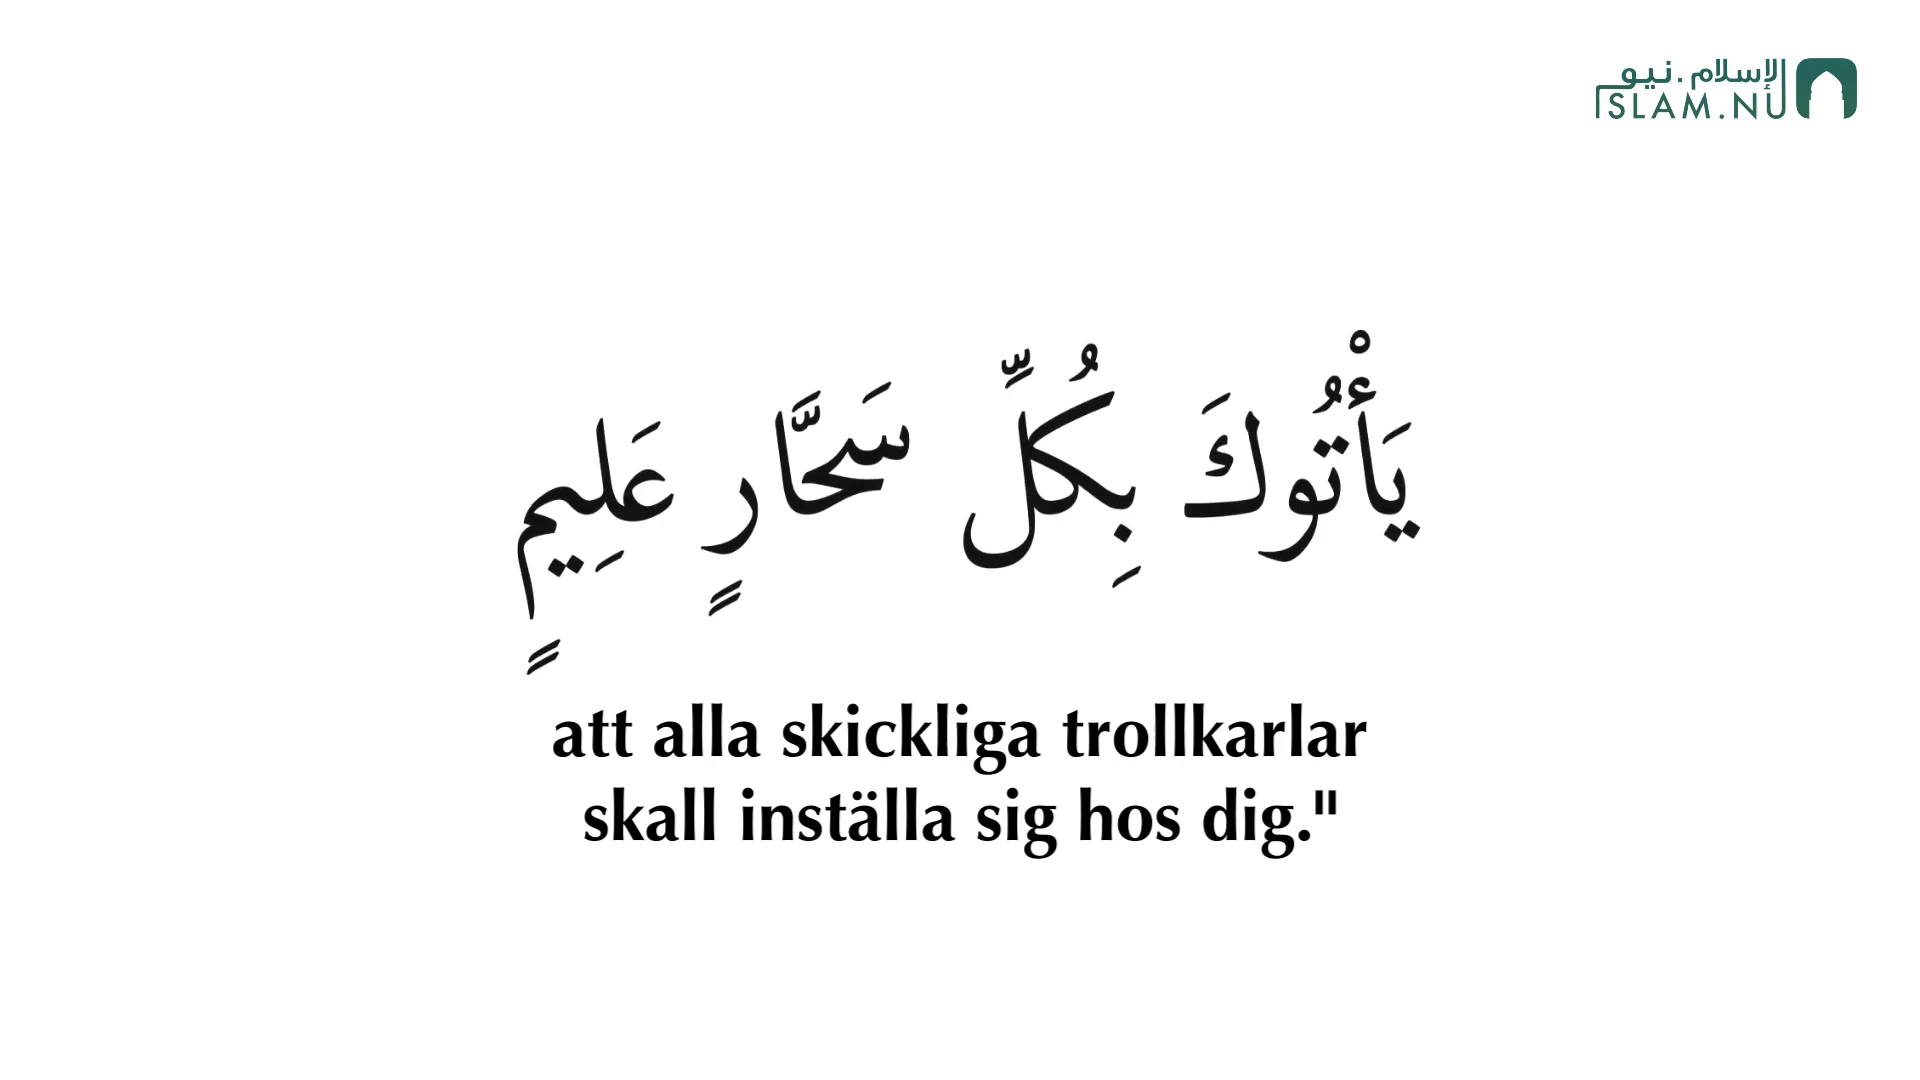 الإسلام.نيو
ISLAM.NU
يَأْتُوكَ بِكُلِّ سَحَّارٍ عَلِيمٍ
att alla skickliga trollkarlar
skall inställa sig hos dig."